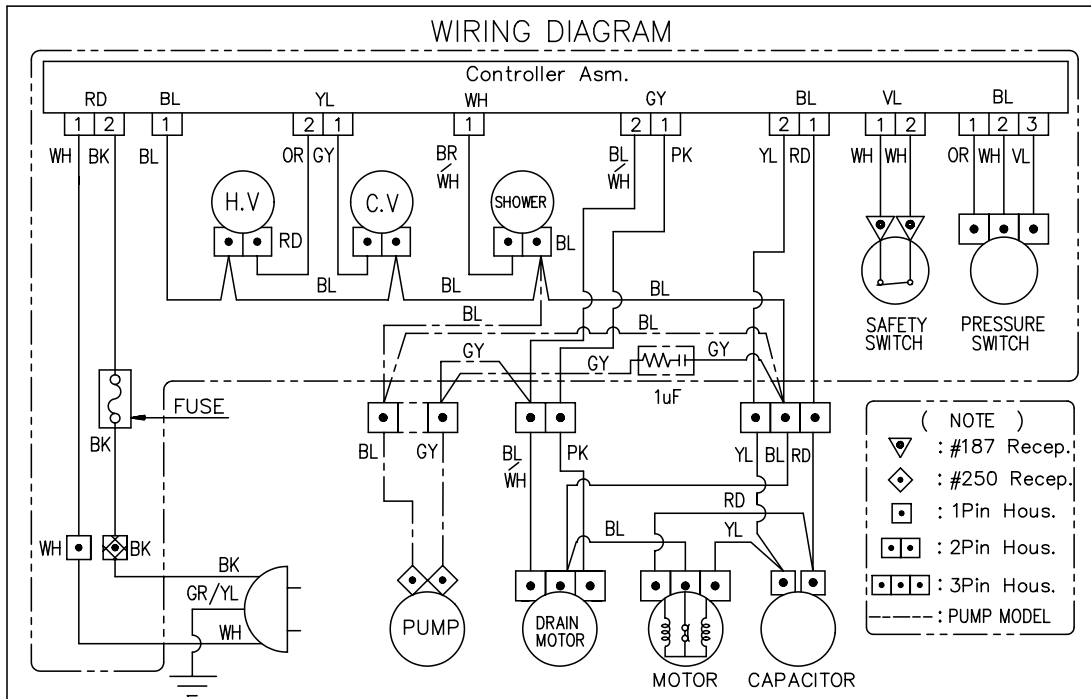 WIRING DIAGRAM
Controller Asm.
RD BL YL WH GY BL VL BL
1 2 1 2 1 1 2 1 2 1 1 2 1 2 3
WH BK BL OR GY BR/WH BL/WH PK YL RD WH WH OR WH VL
H.V C.V SHOWER
RD BL
BL BL BL
SAFETY SWITCH
PRESSURE SWITCH
BL BL
GY GY GY
1uF
FUSE
BK
BL GY BL/WH PK YL BL RD
RD
BL YL
WH BK
BK
GR/YL
WH
PUMP
DRAIN MOTOR
MOTOR
CAPACITOR
( NOTE )
: #187 Recep.
: #250 Recep.
: 1Pin Hous.
: 2Pin Hous.
: 3Pin Hous.
: PUMP MODEL